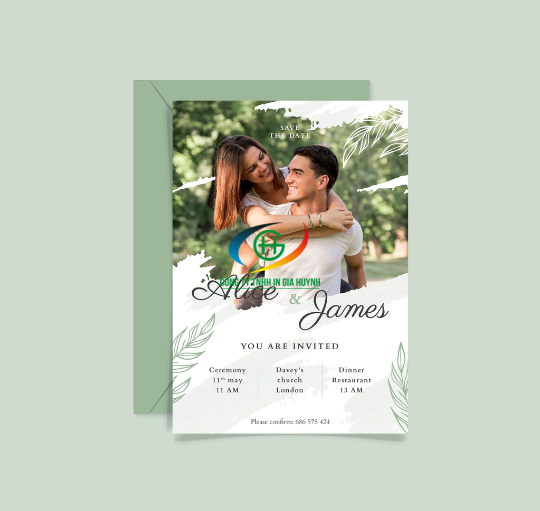 SAVE
THE DATE
CÔNG TY TNHH IN GIA HUYNH
Alice
&
James
YOU ARE INVITED
Ceremony
11th may
11 AM
Davey's
church
London
Dinner
Restaurant
13 AM
Please confirm: 686 575 424